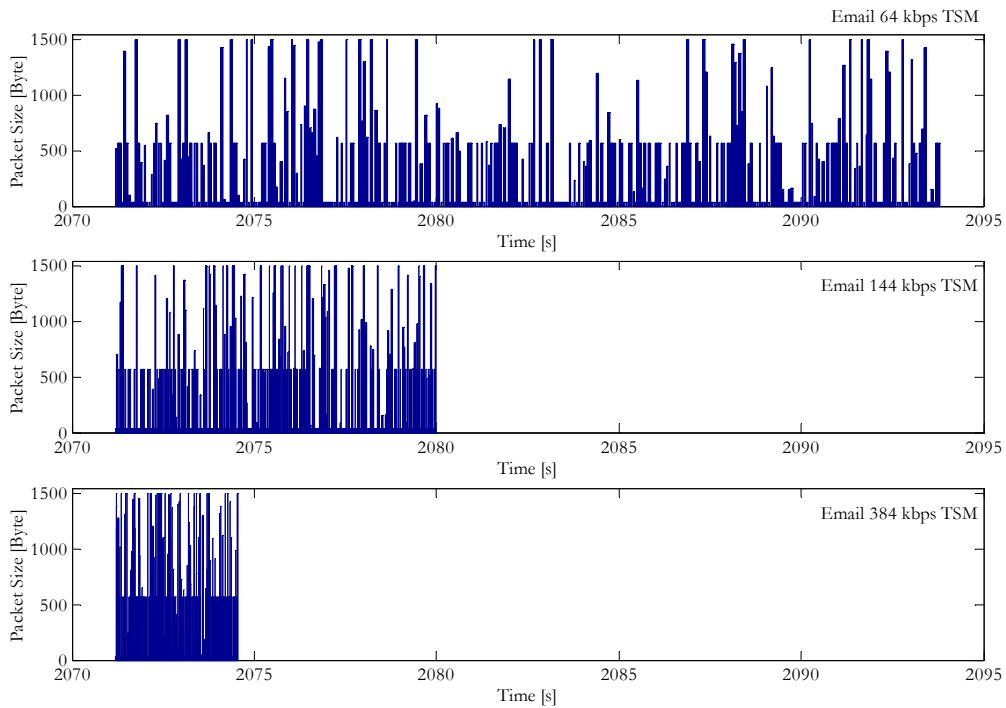 Email 64 kbps TSM
1500
1000
500
0
Packet Size [Byte]
2070 2075 2080 2085 2090 2095
Time [s]
Email 144 kbps TSM
1500
1000
500
0
Packet Size [Byte]
2070 2075 2080 2085 2090 2095
Time [s]
Email 384 kbps TSM
1500
1000
500
0
Packet Size [Byte]
2070 2075 2080 2085 2090 2095
Time [s]